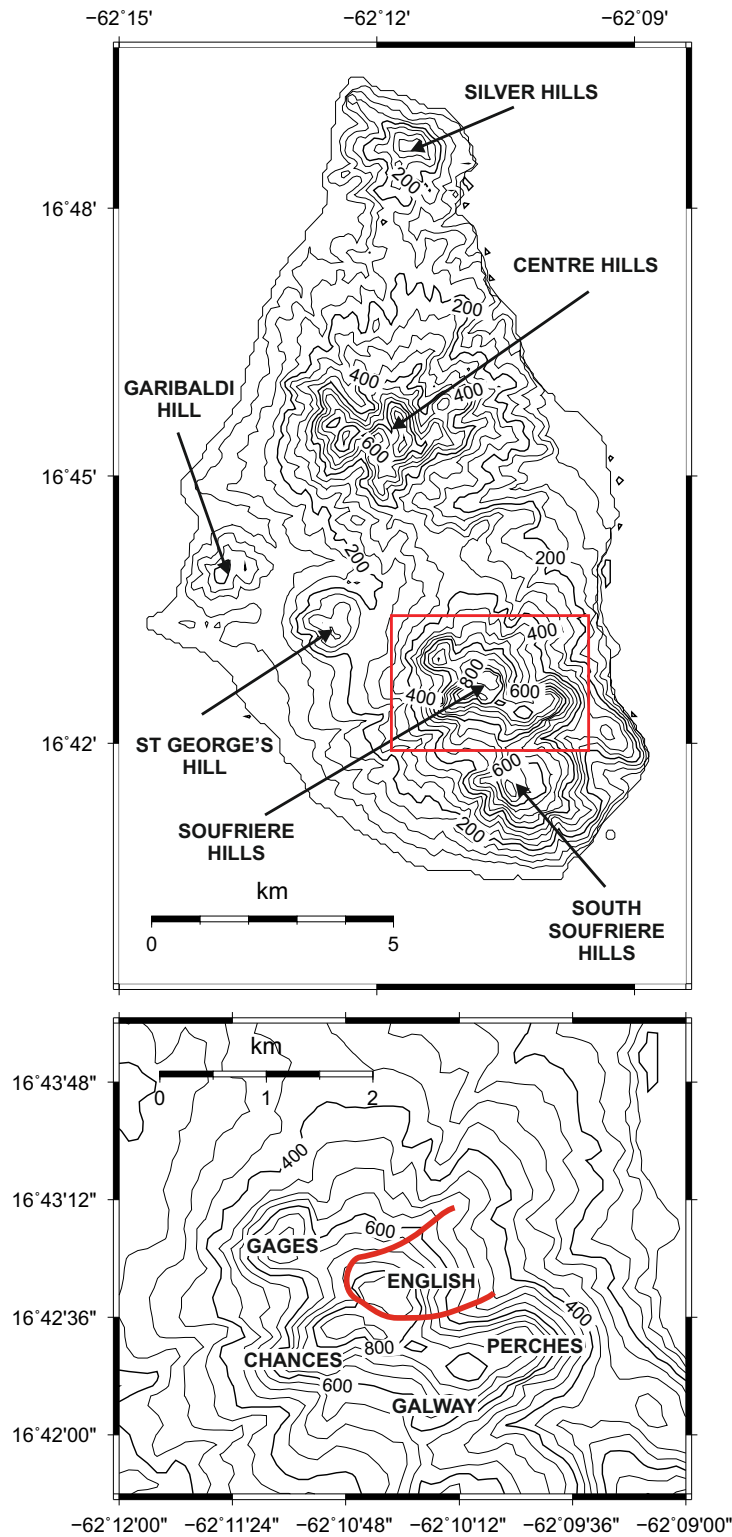 −62˚15' −62˚12' −62˚09'
SILVER HILLS
200
16˚48'
CENTRE HILLS
200
400
GARIBALDI
HILL
400
600
16˚45'
200
200
400
800
400
600
16˚42'
ST GEORGE'S
HILL
600
SOUFRIERE
HILLS
200
km
0 5
SOUTH
SOUFRIERE
HILLS
km
16˚43'48"
0 1 2
400
16˚43'12"
600
GAGES
ENGLISH
400
16˚42'36"
PERCHES
800
CHANCES
600
GALWAY
16˚42'00"
−62˚12'00" −62˚11'24" −62˚10'48" −62˚10'12" −62˚09'36" −62˚09'00"